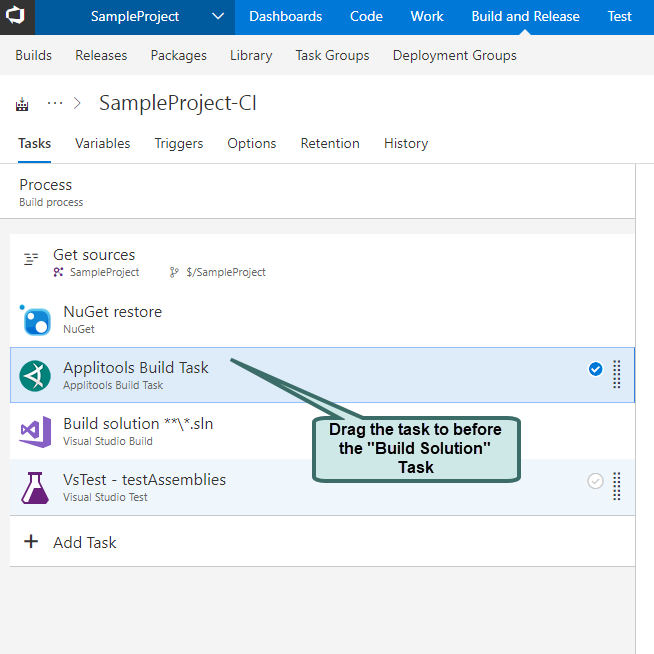 SampleProject Dashboards Code Work Build and Release Test
Builds Releases Packages Library Task Groups Deployment Groups
··· > SampleProject-CI
Tasks Variables Triggers Options Retention History
Process
Build process
Get sources
SampleProject $/SampleProject
NuGet restore
NuGet
Applitools Build Task
Applitools Build Task
Drag the task to before
the "Build Solution"
Task
Build solution **\*.sln
Visual Studio Build
VsTest - testAssemblies
Visual Studio Test
+ Add Task